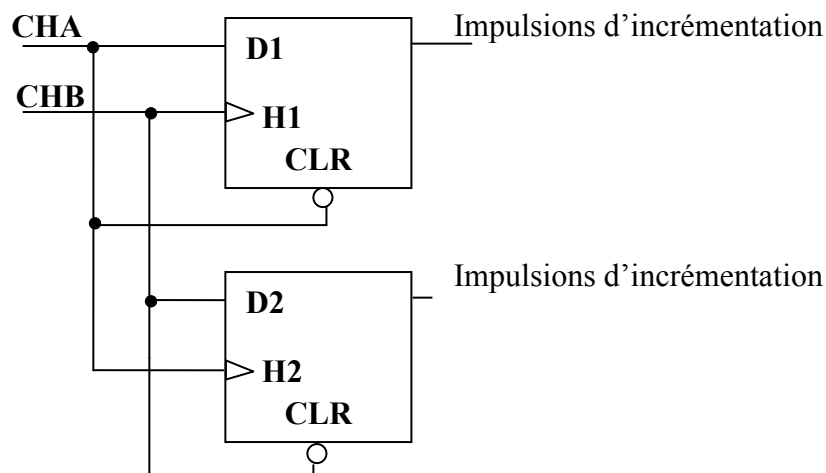 CHA
D1
Impulsions d’incrémentation
CHB
H1
CLR
D2
Impulsions d’incrémentation
H2
CLR